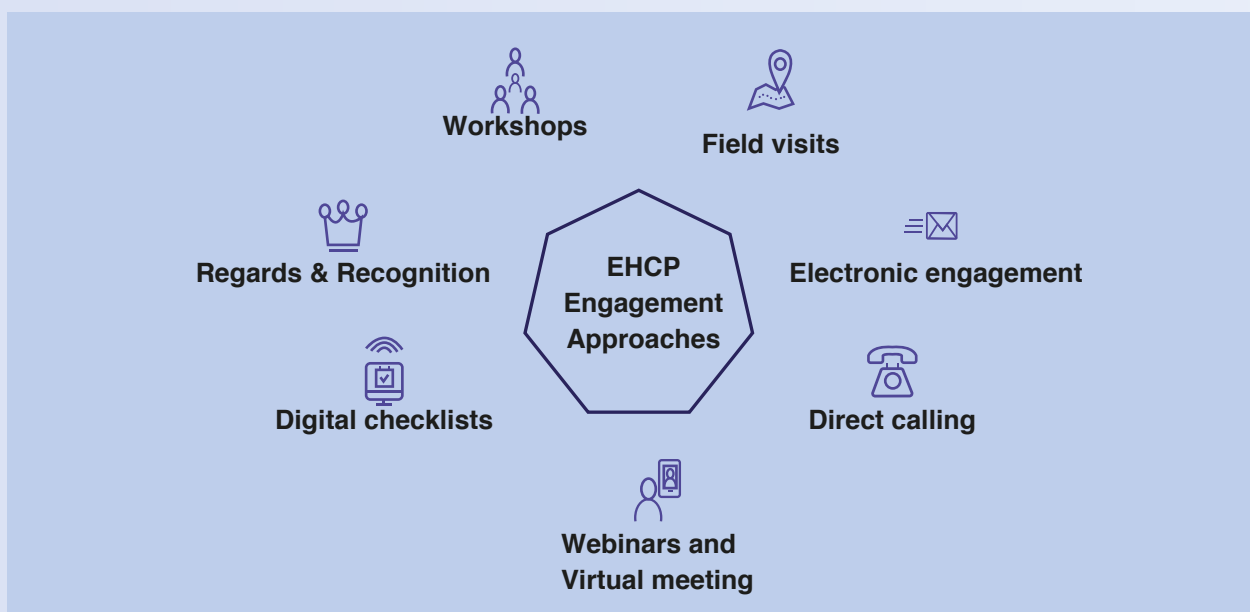 Workshops
Field visits
Regards & Recognition
EHCP
Engagement
Approaches
Electronic engagement
Digital checklists
Direct calling
Webinars and
Virtual meeting